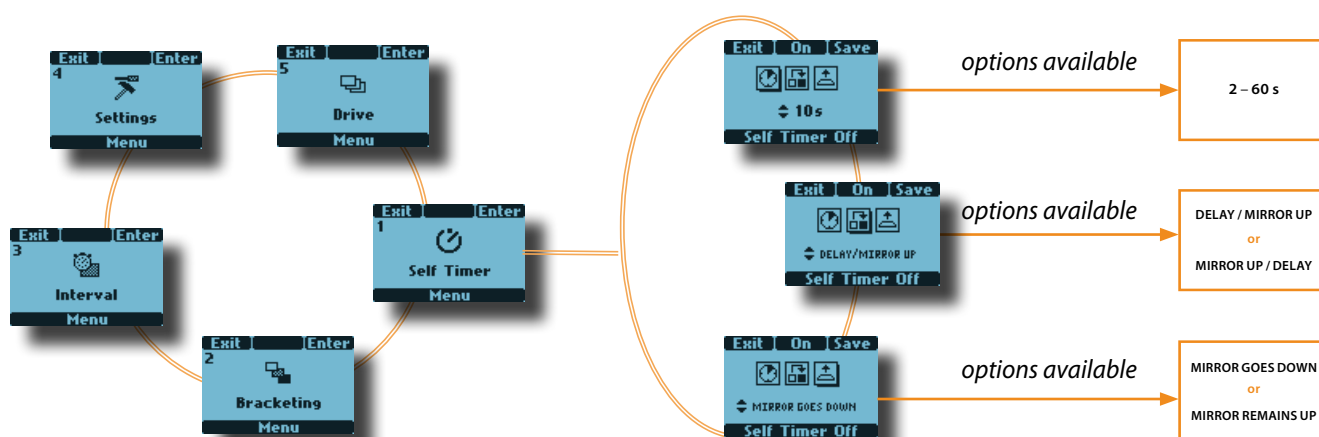 Exit Enter
4
Settings
Menu
Exit Enter
5
Drive
Menu
Exit Enter
1
Self Timer
Menu
Exit Enter
3
Interval
Menu
Exit Enter
2
Bracketing
Menu
Exit On Save
10s
Self Timer Off
options available
2 – 60 s
Exit On Save
DELAY/MIRROR UP
Self Timer Off
options available
DELAY / MIRROR UP
or
MIRROR UP / DELAY
Exit On Save
MIRROR GOES DOWN
Self Timer Off
options available
MIRROR GOES DOWN
or
MIRROR REMAINS UP